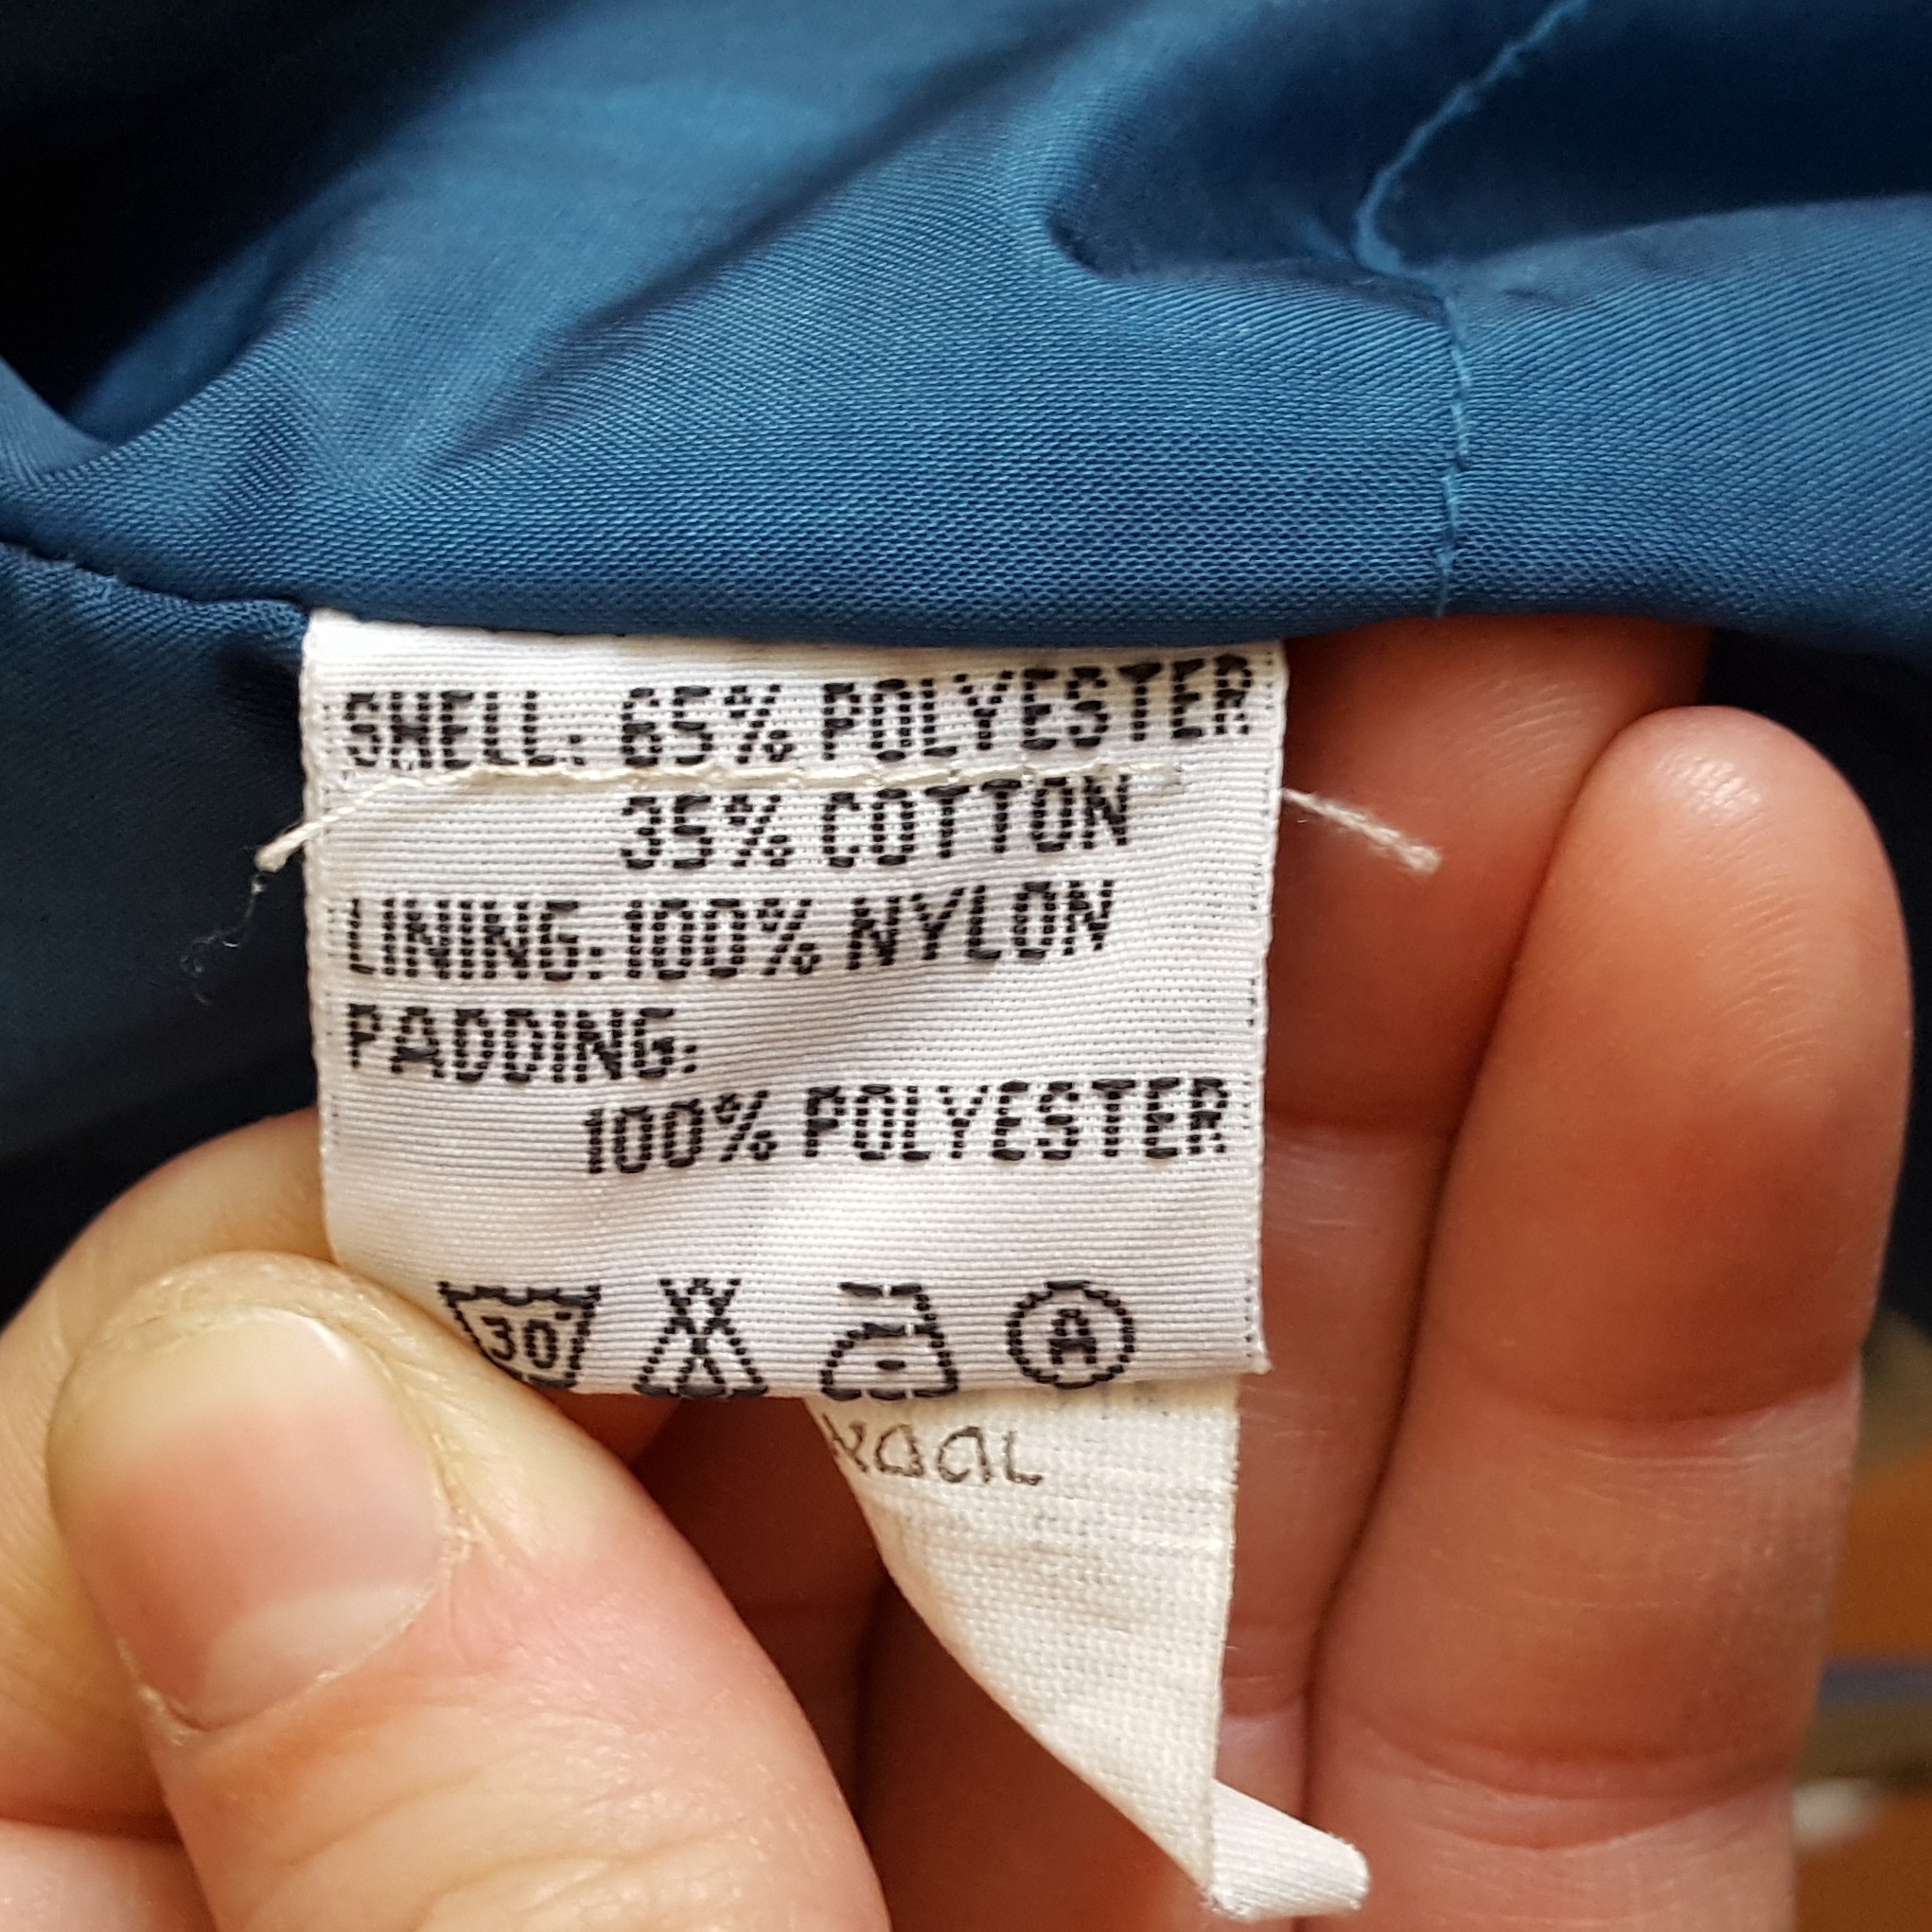 SHELL: 65% POLYESTER
35% COTTON
LINING: 100% NYLON
PADDING:
100% POLYESTER
30° A